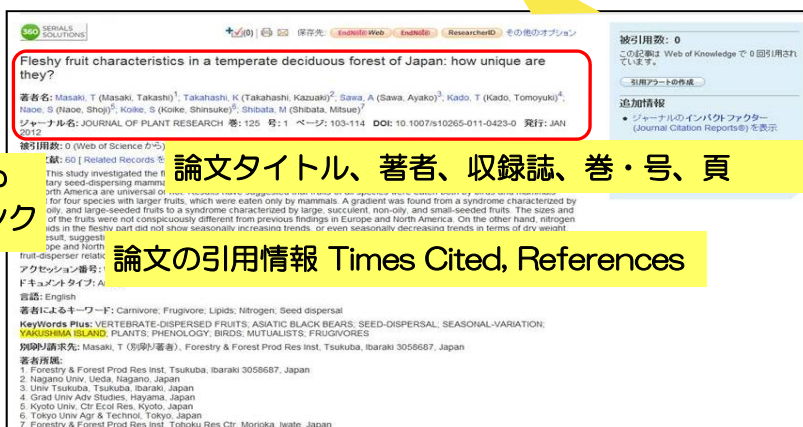 360 SERIALS SOLUTIONS
(0) 保存先: EndNote Web EndNote ResearcherID その他のオプション
Fleshy fruit characteristics in a temperate deciduous forest of Japan: how unique are
they?
著者名: Masaki, T (Masaki, Takashi)1, Takahashi, K (Takahashi, Kazuaki)2, Sawa, A (Sawa, Ayako)3, Kado, T (Kado, Tomoyuki)4,
Naoe, S (Naoe, Shoji)5, Koike, S (Koike, Shinsuke)6, Shibata, M (Shibata, Mitsue)7
ジャーナル名: JOURNAL OF PLANT RESEARCH 巻: 125 号: 1 ページ: 103-114 DOI: 10.1007/s10265-011-0423-0 発行: JAN
2012
被引用数: 0 (Web of Science から)
文献: 60 [ Related Records を
論文タイトル、著者、収録誌、巻・号、頁
This study investigated the fl
tary seed-dispersing mamma
orth America are universal or
for four species with larger fruits, which were eaten only by mammals. A gradient was found from a syndrome characterized by
oily, and large-seeded fruits to a syndrome characterized by large, succulent, non-oily, and small-seeded fruits. The sizes and
of the fruits were not conspicuously different from previous findings in Europe and North America. On the other hand, nitrogen
ids in the fleshy part did not show seasonally increasing trends, or even seasonally decreasing trends in terms of dry weight.
esult, suggesti
ope and North
fruit-disperser relatio
ック
論文の引用情報 Times Cited, References
アクセッション番号:
ドキュメントタイプ: A
言語: English
著者によるキーワード: Carnivore; Frugivore; Lipids; Nitrogen; Seed dispersal
KeyWords Plus: VERTEBRATE-DISPERSED FRUITS; ASIATIC BLACK BEARS; SEED-DISPERSAL; SEASONAL-VARIATION;
YAKUSHIMA ISLAND; PLANTS; PHENOLOGY; BIRDS; MUTUALISTS; FRUGIVORES
別刷り請求先: Masaki, T (別刷り著者), Forestry & Forest Prod Res Inst, Tsukuba, Ibaraki 3058687, Japan
著者所属:
1. Forestry & Forest Prod Res Inst, Tsukuba, Ibaraki 3058687, Japan
2. Nagano Univ, Ueda, Nagano, Japan
3. Univ Tsukuba, Tsukuba, Ibaraki, Japan
4. Grad Univ Adv Studies, Hayama, Japan
5. Kyoto Univ, Ctr Ecol Res, Kyoto, Japan
6. Tokyo Univ Agr & Technol, Tokyo, Japan
7. Forestry & Forest Prod Res Inst, Tohoku Res Ctr, Morioka, Iwate, Japan
被引用数: 0
この記事は Web of Knowledge で 0 回引用され
ています。
引用アラートの作成
追加情報
ジャーナルのインパクトファクター
(Journal Citation Reports®) を表示